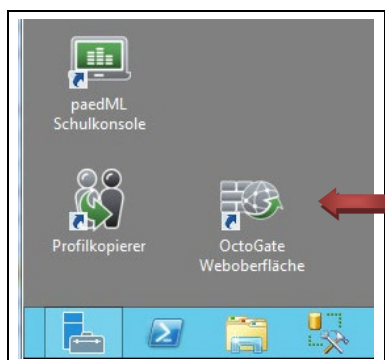 paedML
Schulkonsole
Profilkopierer
OctoGate
Weboberfläche